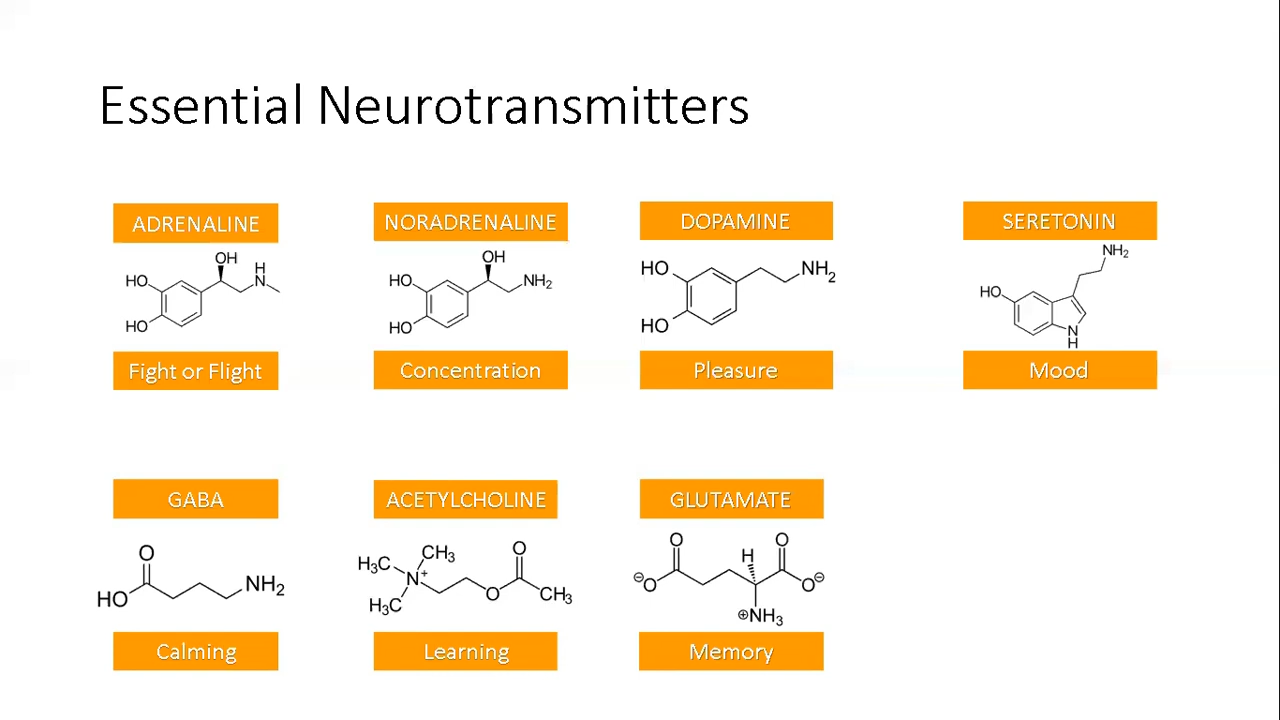 Essential Neurotransmitters
ADRENALINE
NORADRENALINE
DOPAMINE
SERETONIN
OH
HO
H
N
HO
OH
HO
NH₂
HO
HO
NH₂
HO
NH₂
HO
N
H
Fight or Flight
Concentration
Pleasure
Mood
GABA
ACETYLCHOLINE
GLUTAMATE
O
HO
NH₂
H₃C
CH₃
N⁺
H₃C
O
O
CH₃
O
⊖O
H
O
O⊖
⊕NH₃
Calming
Learning
Memory